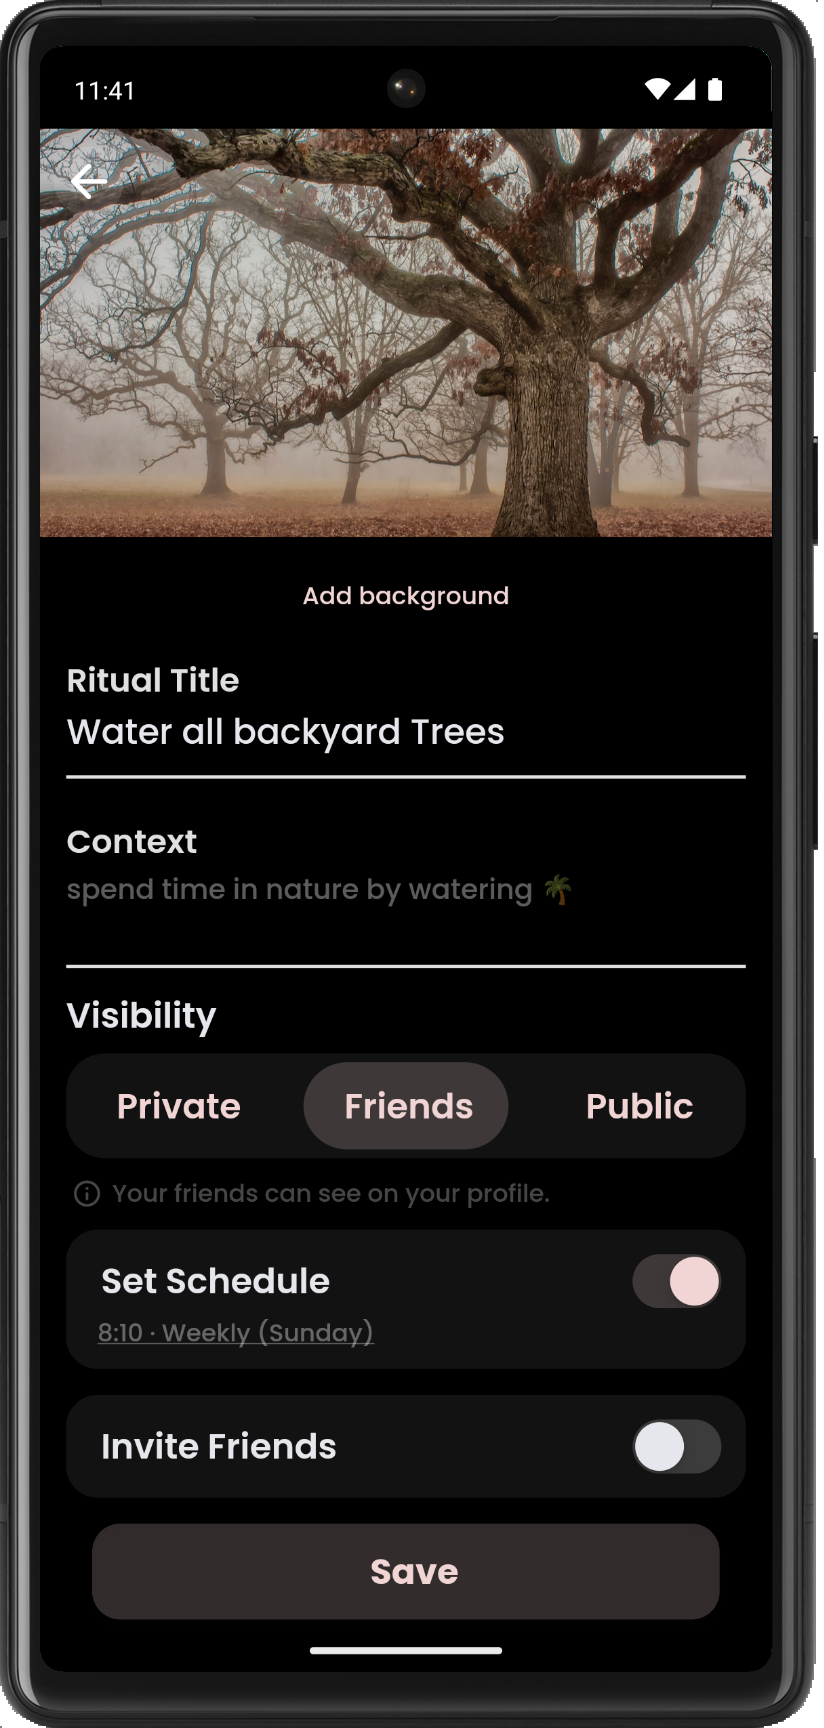 11:41
Add background
Ritual Title
Water all backyard Trees
Context
spend time in nature by watering 🌴
Visibility
Private Friends Public
Your friends can see on your profile.
Set Schedule
8:10 · Weekly (Sunday)
Invite Friends
Save